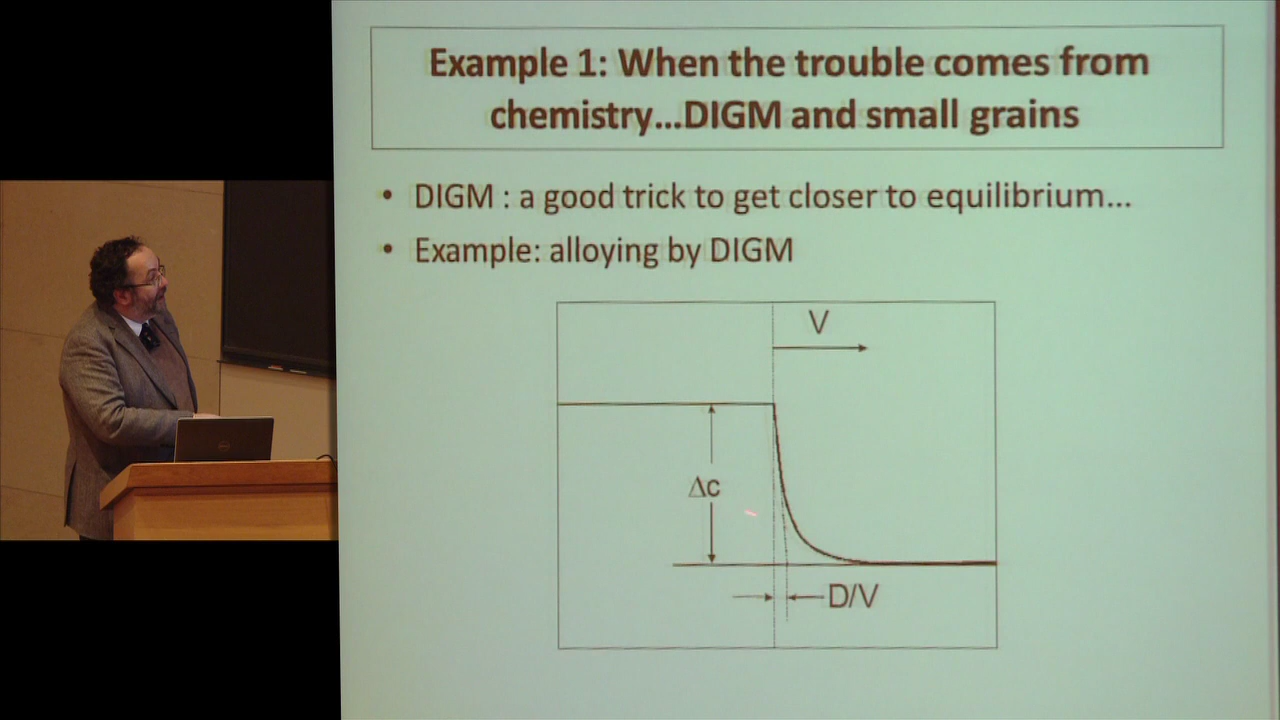 Example 1: When the trouble comes from
chemistry...DIGM and small grains
• DIGM : a good trick to get closer to equilibrium...
• Example: alloying by DIGM
V
Δc
D/V